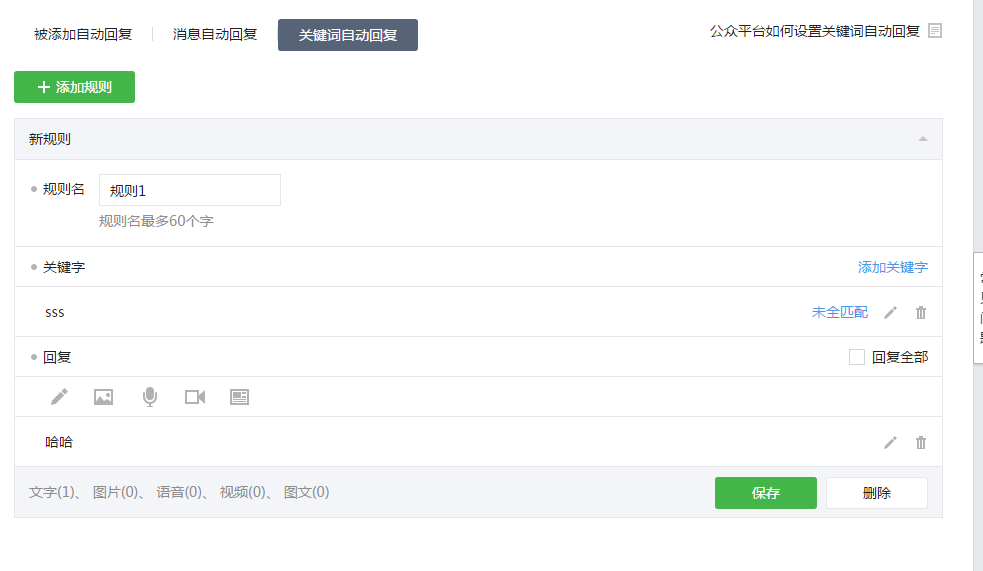 被添加自动回复
消息自动回复
关键词自动回复
公众平台如何设置关键词自动回复
添加规则
新规则
规则名
规则1
规则名最多60个字
关键字
添加关键字
sss
未全匹配
回复
回复全部
哈哈
文字(1)、 图片(0)、 语音(0)、 视频(0)、 图文(0)
保存
删除